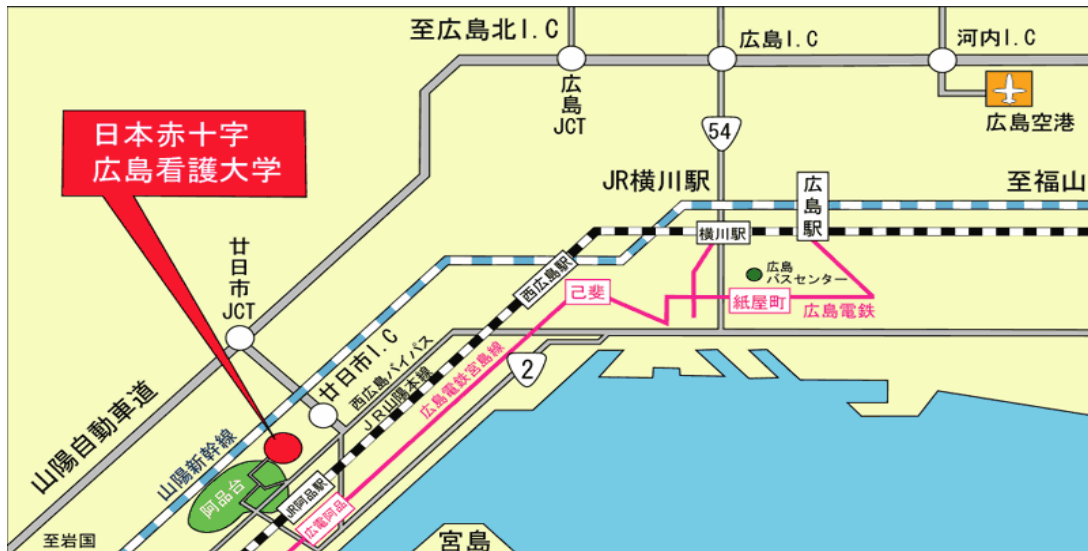 至広島北I.C
広島I.C
河内I.C
広島JCT
広島空港
54
日本赤十字
広島看護大学
JR横川駅
広島駅
至福山
横川駅
広島
バスセンター
廿日市
JCT
西広島駅
己斐
紙屋町
広島電鉄
廿日市I.C
西広島バイパス
JR山陽本線
広島電鉄宮島線
2
山陽自動車道
山陽新幹線
阿品台
JR阿品駅
広電阿品
至岩国
宮島